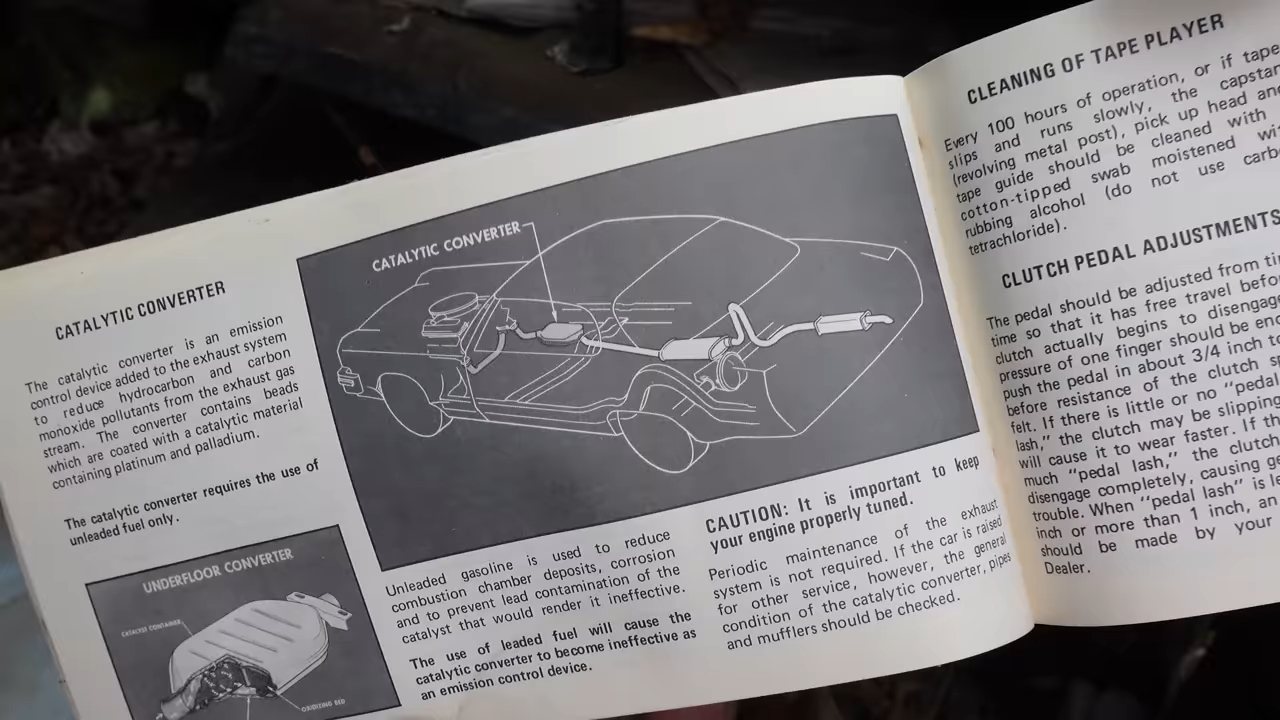 CATALYTIC CONVERTER
The catalytic converter is an emission
control device added to the exhaust system
to reduce hydrocarbon and carbon
monoxide pollutants from the exhaust gas
stream. The converter contains beads
which are coated with a catalytic material
containing platinum and palladium.
The catalytic converter requires the use of
unleaded fuel only.
UNDERFLOOR CONVERTER
CATALYST CONTAINER
OXIDIZING BED
CATALYTIC CONVERTER
Unleaded gasoline is used to reduce
combustion chamber deposits, corrosion
and to prevent lead contamination of the
catalyst that would render it ineffective.
The use of leaded fuel will cause the
catalytic converter to become ineffective as
an emission control device.
CAUTION: It is important to keep
your engine properly tuned.
Periodic maintenance of the exhaust
system is not required. If the car is raised
for other service, however, the general
condition of the catalytic converter, pipes
and mufflers should be checked.
CLEANING OF TAPE PLAYER
Every 100 hours of operation, or if tape
slips and runs slowly, the capstan
(revolving metal post), pick up head and
tape guide should be cleaned with
cotton-tipped swab moistened wi
rubbing alcohol (do not use carb
tetrachloride).
CLUTCH PEDAL ADJUSTMENTS
The pedal should be adjusted from ti
time so that it has free travel befo
clutch actually begins to disengag
pressure of one finger should be eno
push the pedal in about 3/4 inch to
before resistance of the clutch s
felt. If there is little or no "pedal
lash," the clutch may be slipping
will cause it to wear faster. If th
much "pedal lash," the clutch
disengage completely, causing ge
trouble. When "pedal lash" is le
inch or more than 1 inch, an
should be made by your
Dealer.